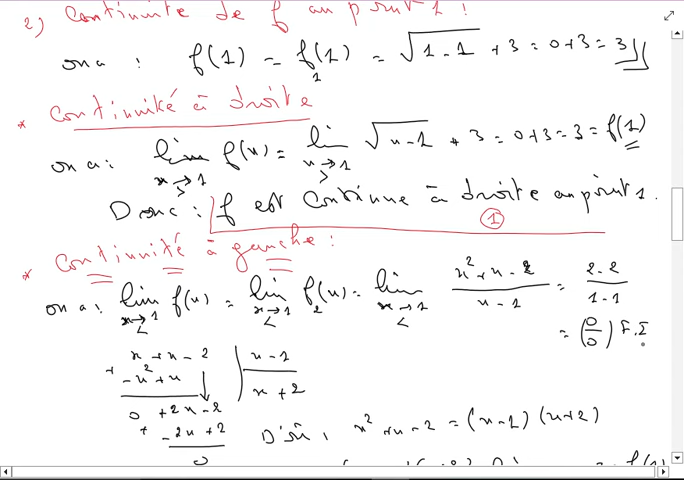 2) Continuité de f au point 1 :
on a : f(1) = f₁(1) = √(1-1) + 3 = 0+3 = 3
* Continuité à droite
on a : lim x→1 > f(x) = lim x→1 > √(x-1) + 3 = 0+3 = 3 = f(1)
Donc : f est continue à droite au point 1.
①
* Continuité à gauche :
on a : lim x→1 < f(x) = lim x→1 < f₂(x) = lim x→1 < (x²+x-2)/(x-1) = (2-2)/(1-1)
= (0/0) F.I
x+x-2 | x-1
-x²+x | x+2
0 +2x-2
-2x+2
0
D'où : x²+x-2 = (x-1)(x+2)